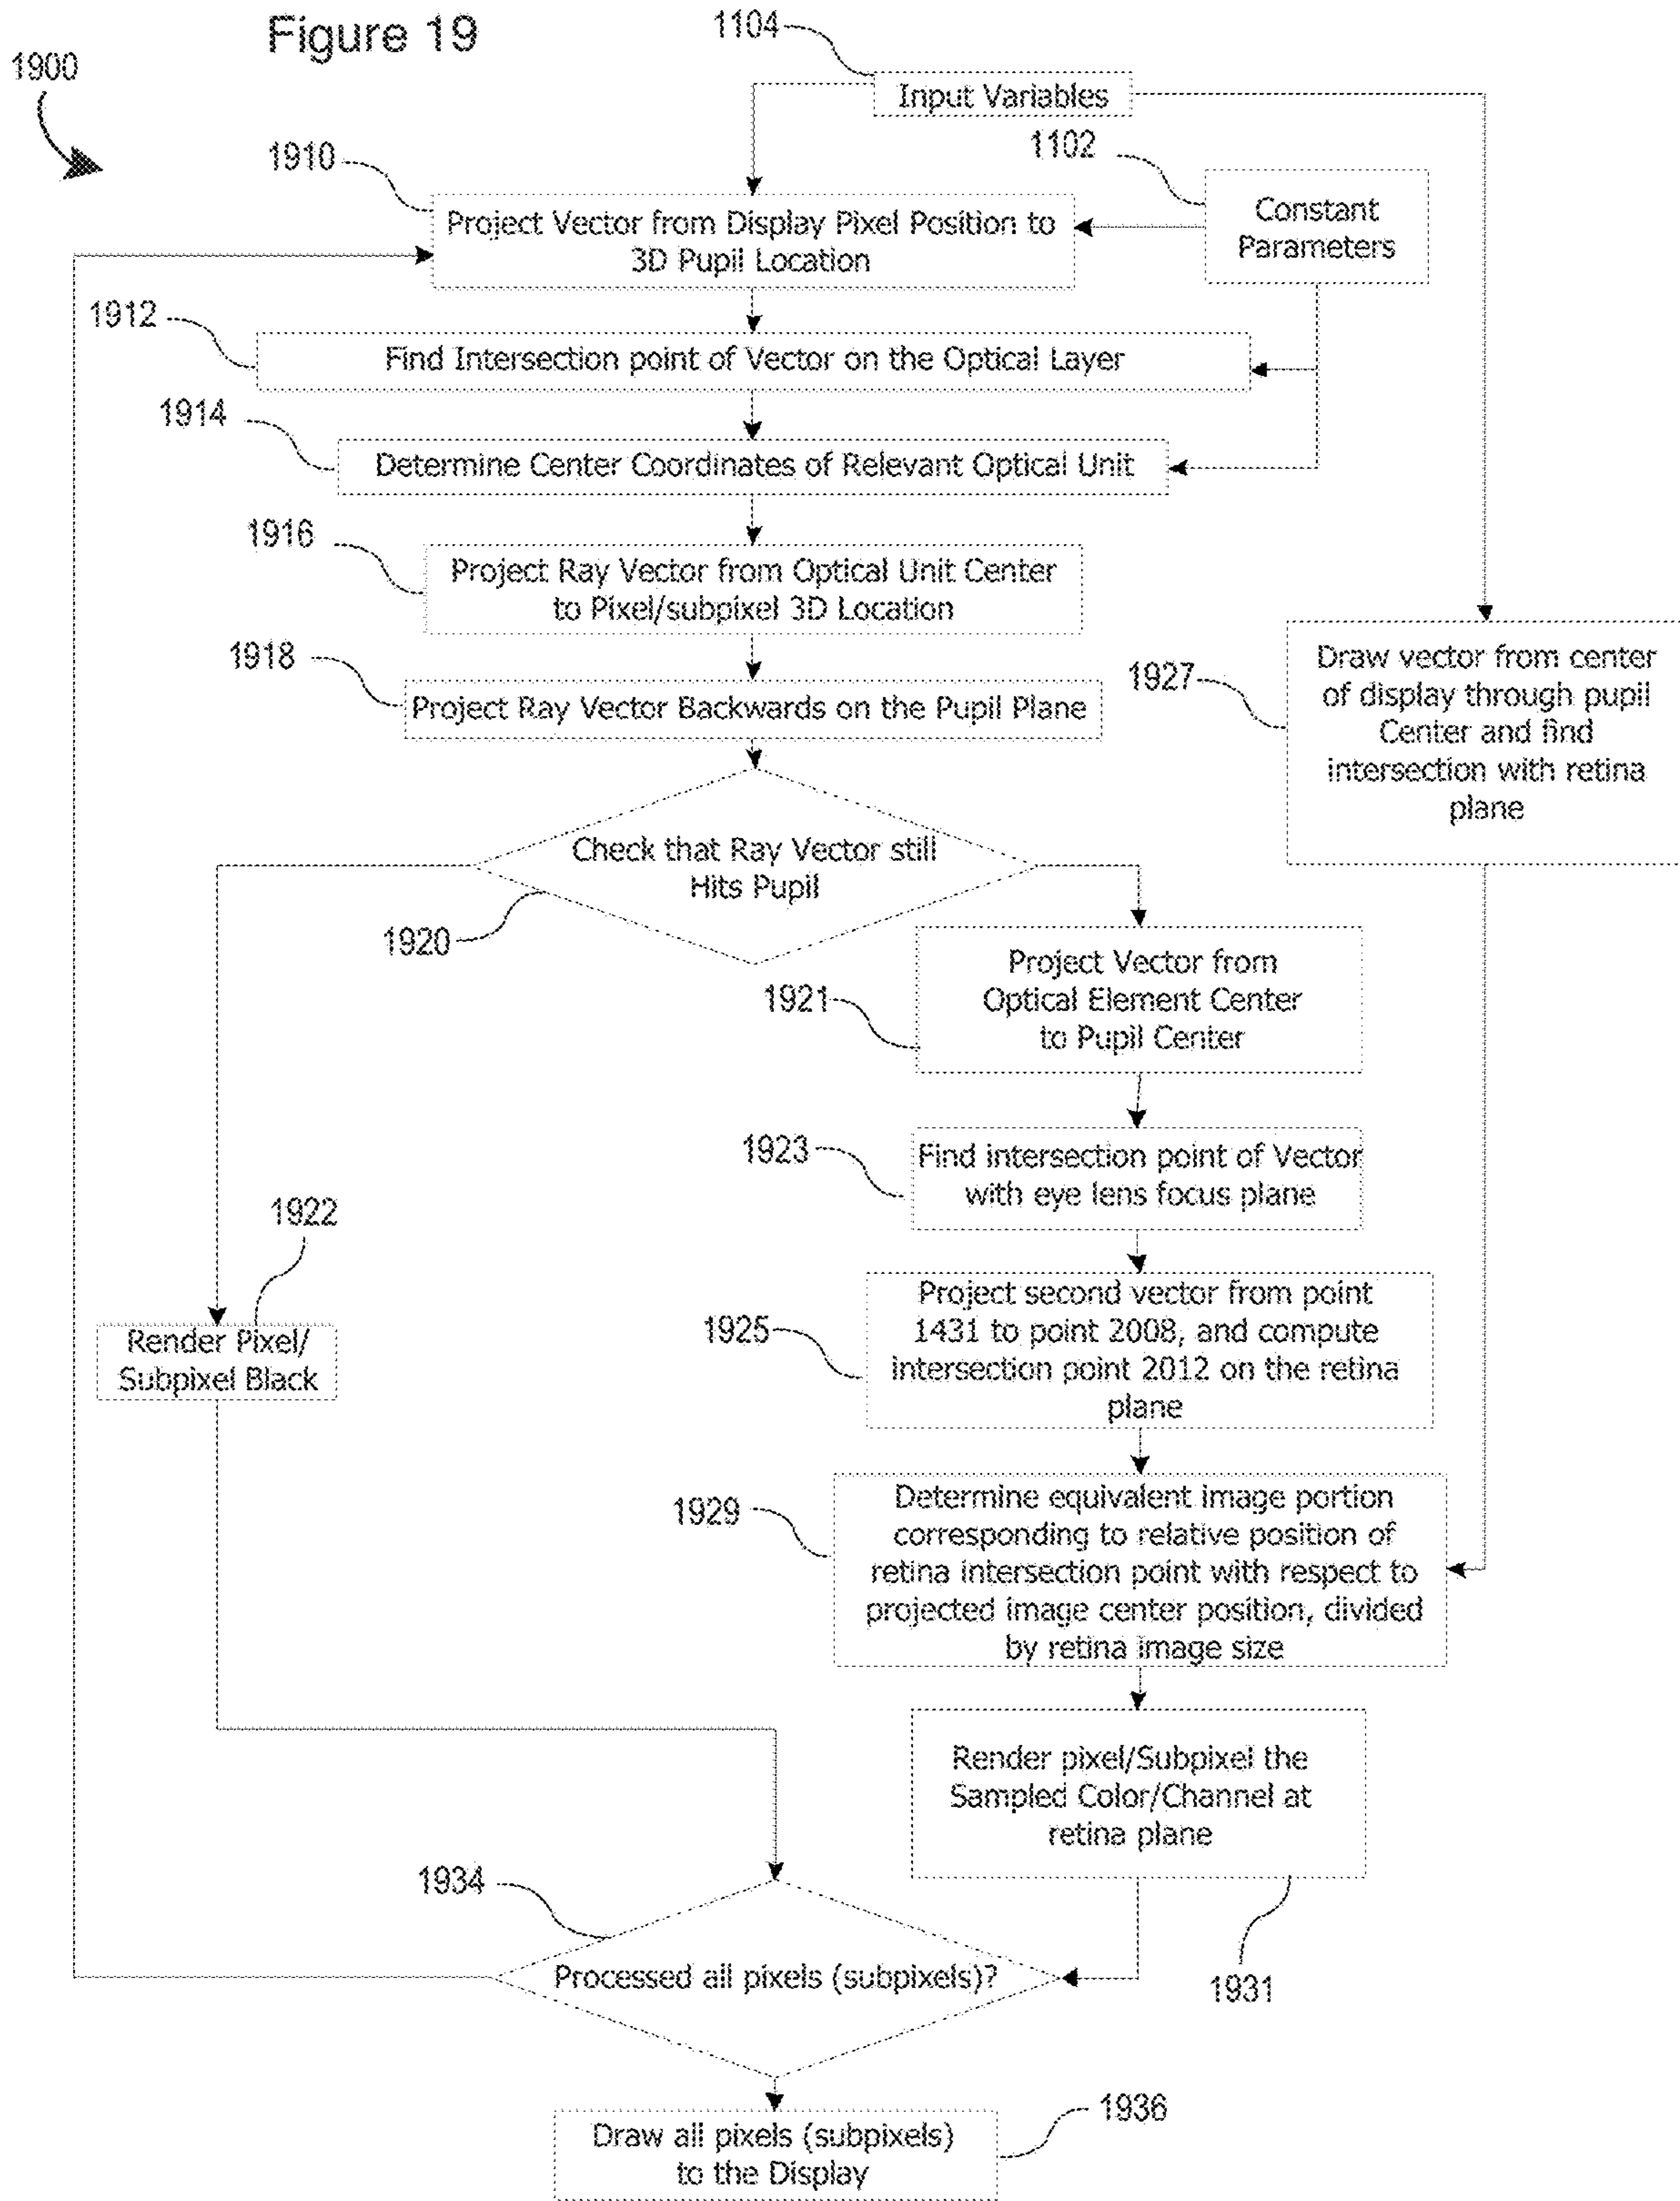 Figure 19
1900
1104
Input Variables
1102
Constant
Parameters
1910
Project Vector from Display Pixel Position to
3D Pupil Location
1912
Find Intersection point of Vector on the Optical Layer
1914
Determine Center Coordinates of Relevant Optical Unit
1916
Project Ray Vector from Optical Unit Center
to Pixel/subpixel 3D Location
1918
Project Ray Vector Backwards on the Pupil Plane
1927
Draw vector from center
of display through pupil
Center and find
intersection with retina
plane
Check that Ray Vector still
Hits Pupil
1920
1921
Project Vector from
Optical Element Center
to Pupil Center
1923
Find intersection point of Vector
with eye lens focus plane
1922
Render Pixel/
Subpixel Black
1925
Project second vector from point
1431 to point 2008, and compute
intersection point 2012 on the retina
plane
1929
Determine equivalent image portion
corresponding to relative position of
retina intersection point with respect to
projected image center position, divided
by retina image size
Render pixel/Subpixel the
Sampled Color/Channel at
retina plane
1931
1934
Processed all pixels (subpixels)?
1936
Draw all pixels (subpixels)
to the Display